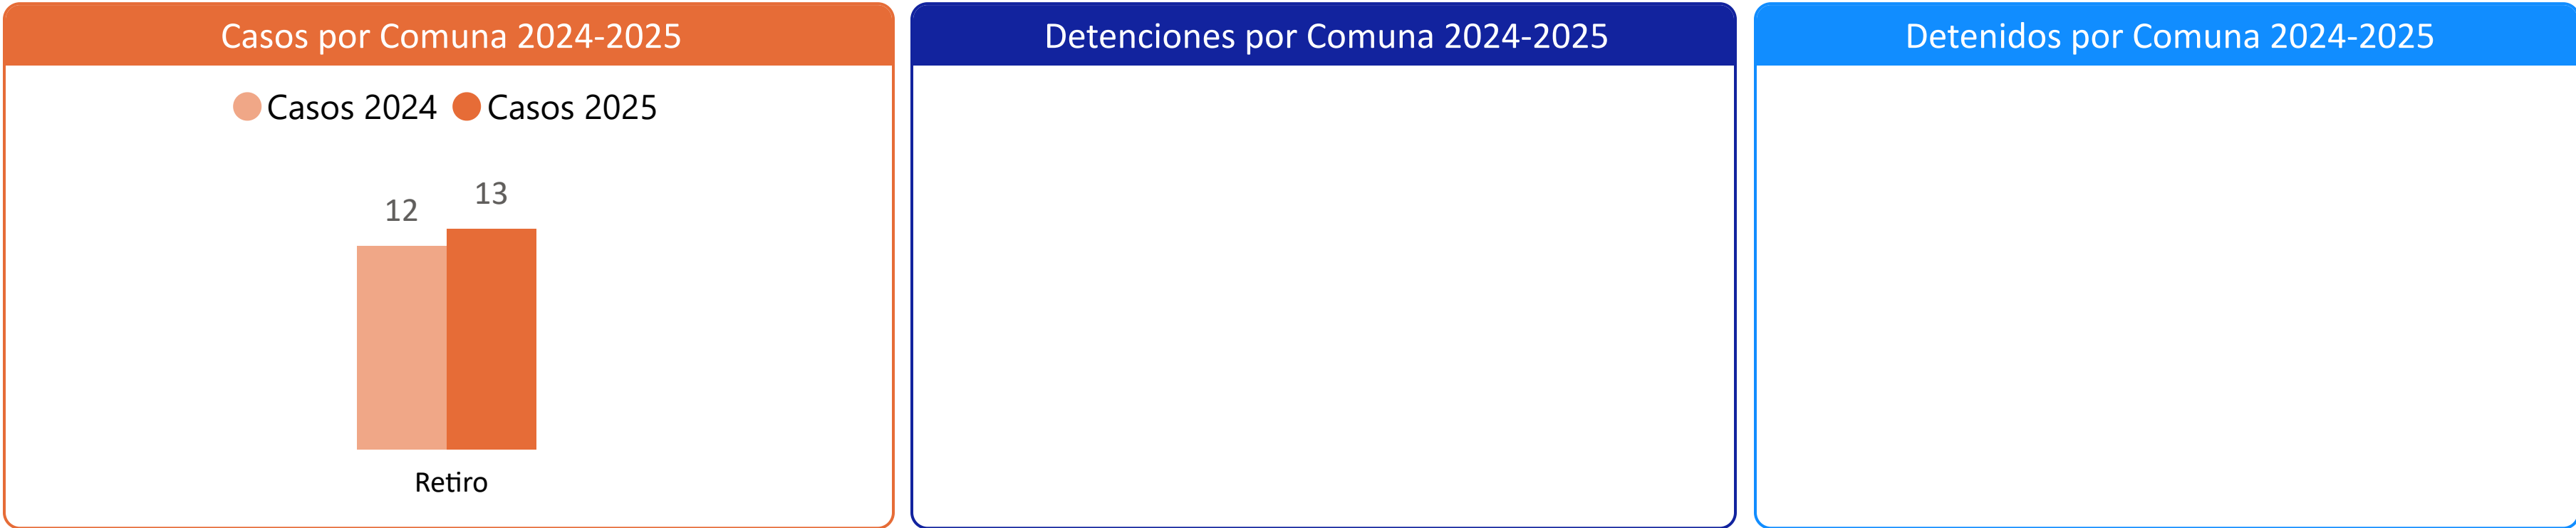 Casos por Comuna 2024-2025
Casos 2024 Casos 2025
12
13
Retiro
Detenciones por Comuna 2024-2025
Detenidos por Comuna 2024-2025